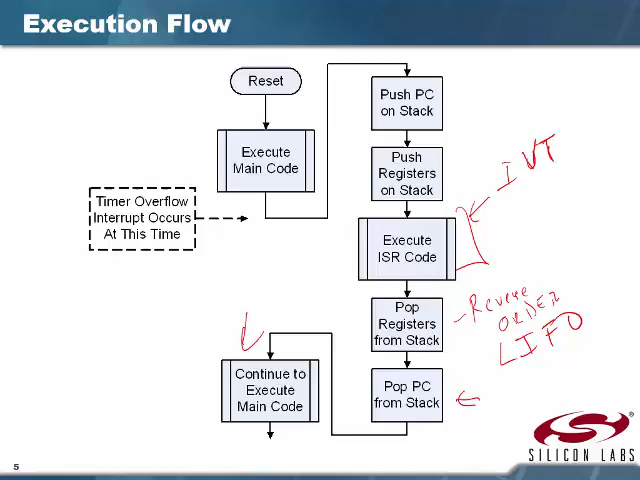 Execution Flow
Reset
Execute
Main Code
Timer Overflow
Interrupt Occurs
At This Time
Push PC
on Stack
Push
Registers
on Stack
Execute
ISR Code
IVT
Pop
Registers
from Stack
Reverse
ORDER
LIFO
Pop PC
from Stack
Continue to
Execute
Main Code
SILICON LABS
®
5